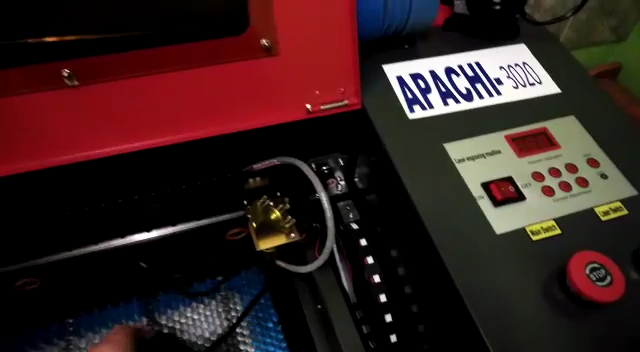 APACHI-3020
Laser engraving machine
ON
OFF
Main Switch
Laser Switch
STOP